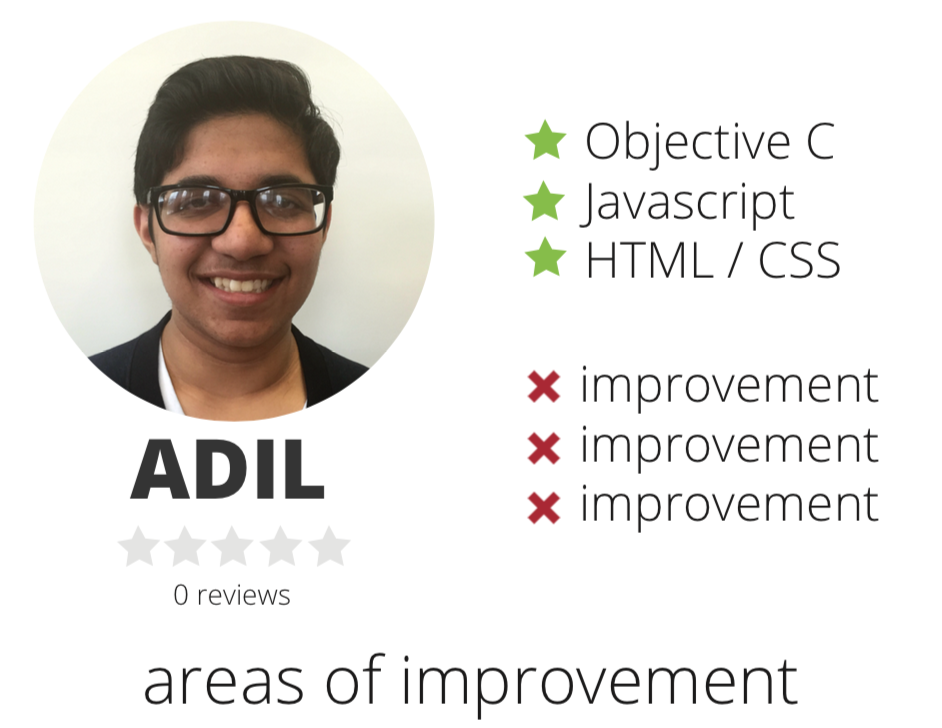 Objective C
Javascript
HTML / CSS
improvement
improvement
improvement
ADIL
0 reviews
areas of improvement